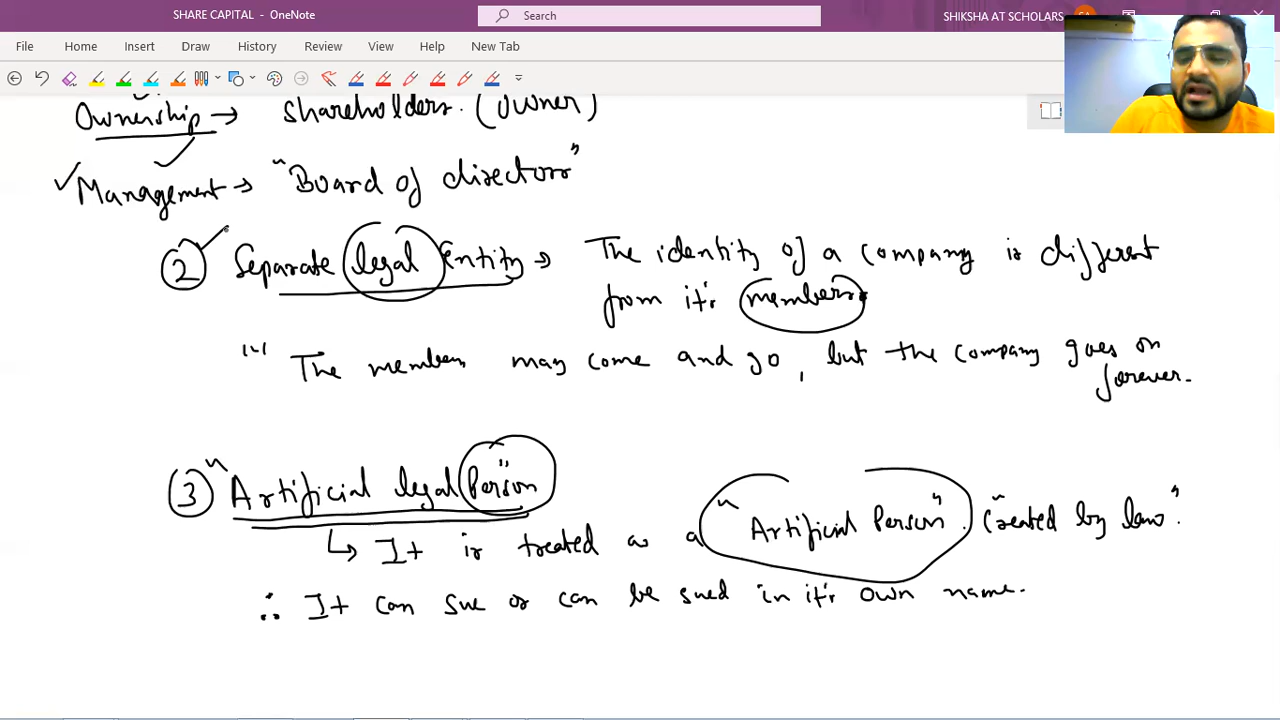 SHARE CAPITAL - OneNote
Search
SHIKSHA AT SCHOLARS
File Home Insert Draw History Review View Help New Tab
Ownership → Shareholders. (Owner)
Management → "Board of directors"
② Separate legal Entity → The identity of a company is different
from it's members.
The members may come and go, but the company goes on
forever.
③ "Artificial legal Person"
↳ It is treated as a "Artificial Person". Created by law".
∴ It can sue or can be sued in it's own name.